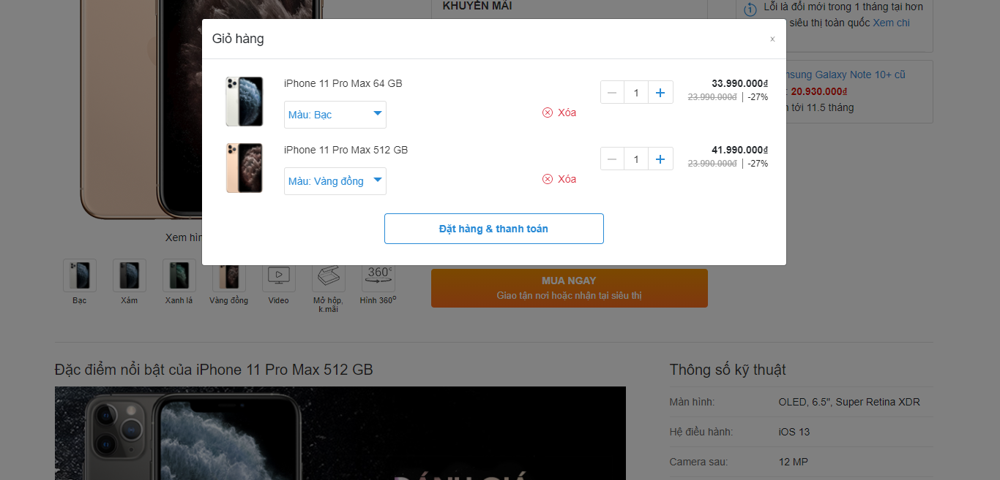 KHUYẾN MÃI
Lỗi là đổi mới trong 1 tháng tại hơn
siêu thị toàn quốc Xem chi
Giỏ hàng
×
iPhone 11 Pro Max 64 GB
Màu: Bạc
Xóa
1
33.990.000₫
23.990.000đ | -27%
iPhone 11 Pro Max 512 GB
Màu: Vàng đồng
Xóa
1
41.990.000₫
23.990.000đ | -27%
Đặt hàng & thanh toán
Galaxy Note 10+ cũ
20.930.000₫
tới 11.5 tháng
Xem
Bạc
Xám
Xanh lá
Vàng đồng
Video
Mở hộp,
k.mãi
360°
Hình 360°
MUA NGAY
Giao tận nơi hoặc nhận tại siêu thị
Đặc điểm nổi bật của iPhone 11 Pro Max 512 GB
ĐÁNH GIÁ
Thông số kỹ thuật
Màn hình: OLED, 6.5", Super Retina XDR
Hệ điều hành: iOS 13
Camera sau: 12 MP